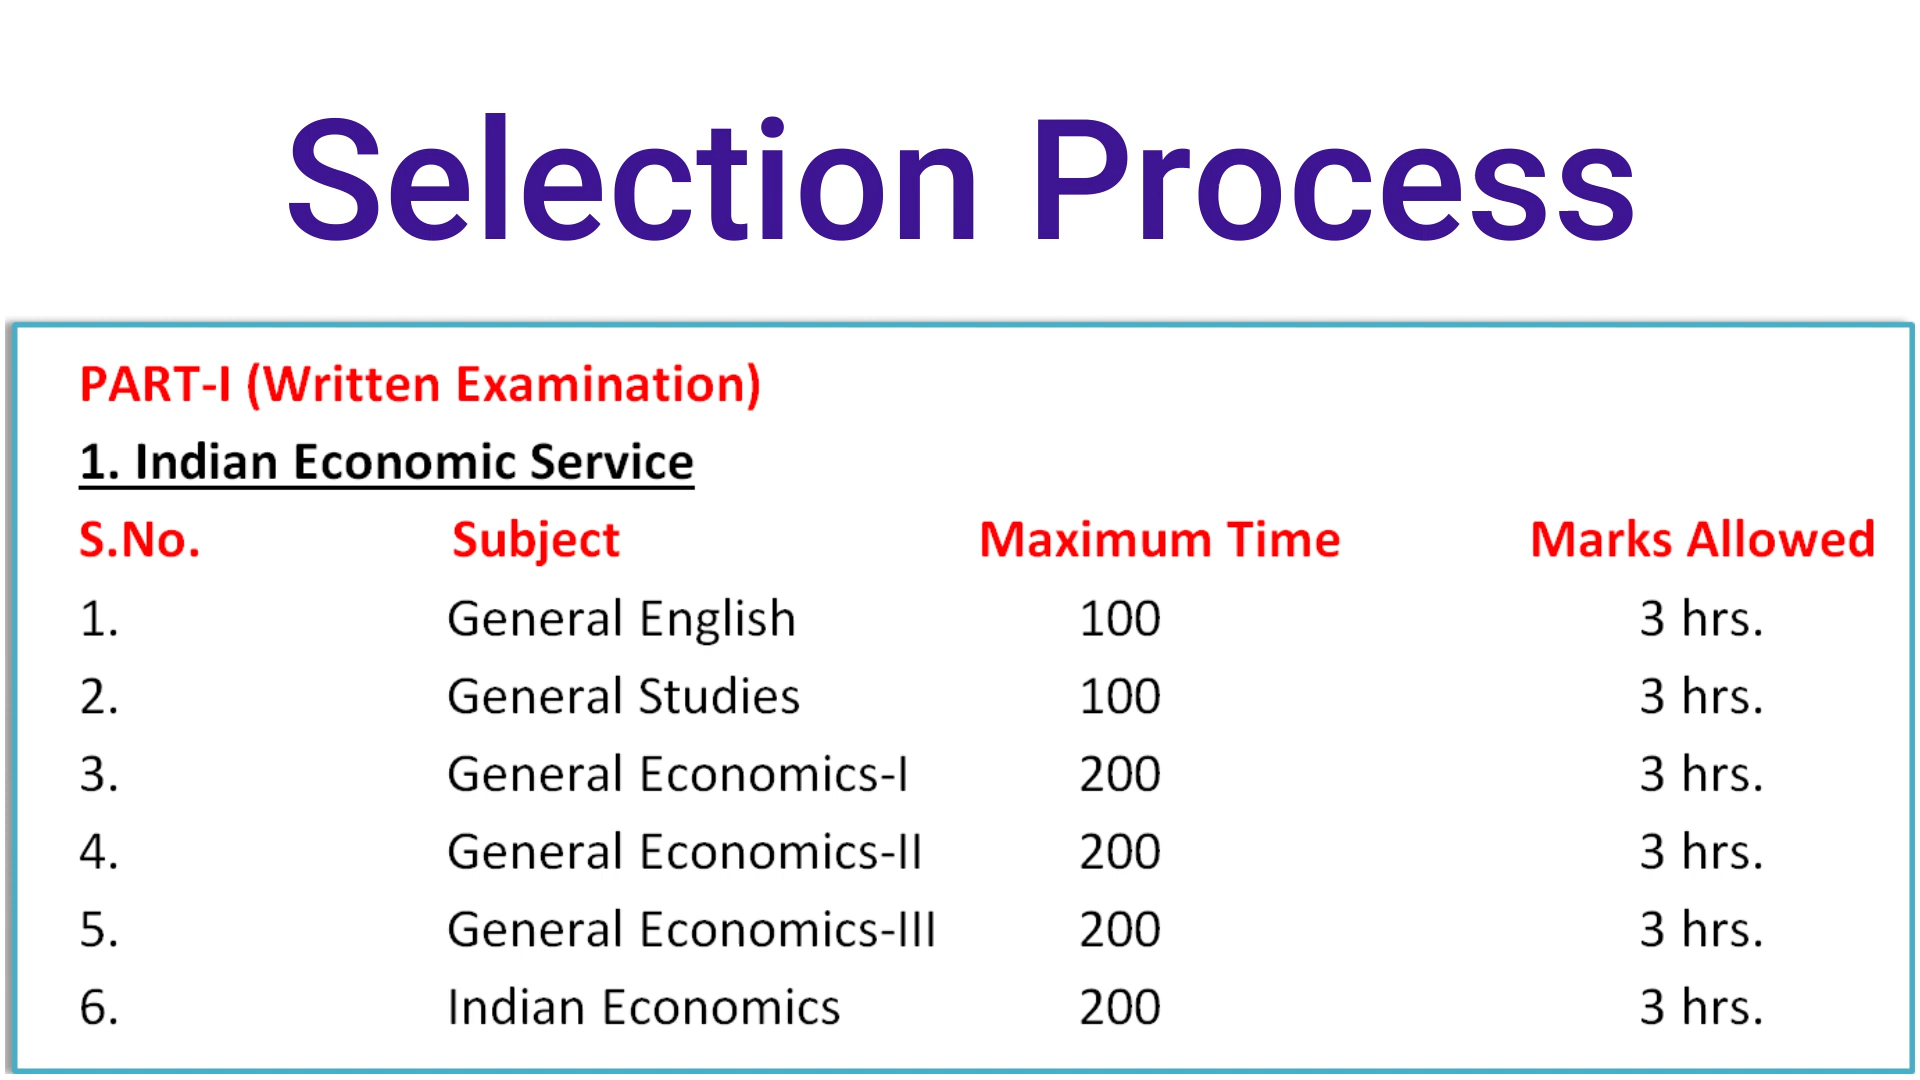 Selection Process
PART-I (Written Examination)
1. Indian Economic Service
S.No. Subject Maximum Time Marks Allowed
1. General English 100 3 hrs.
2. General Studies 100 3 hrs.
3. General Economics-I 200 3 hrs.
4. General Economics-II 200 3 hrs.
5. General Economics-III 200 3 hrs.
6. Indian Economics 200 3 hrs.